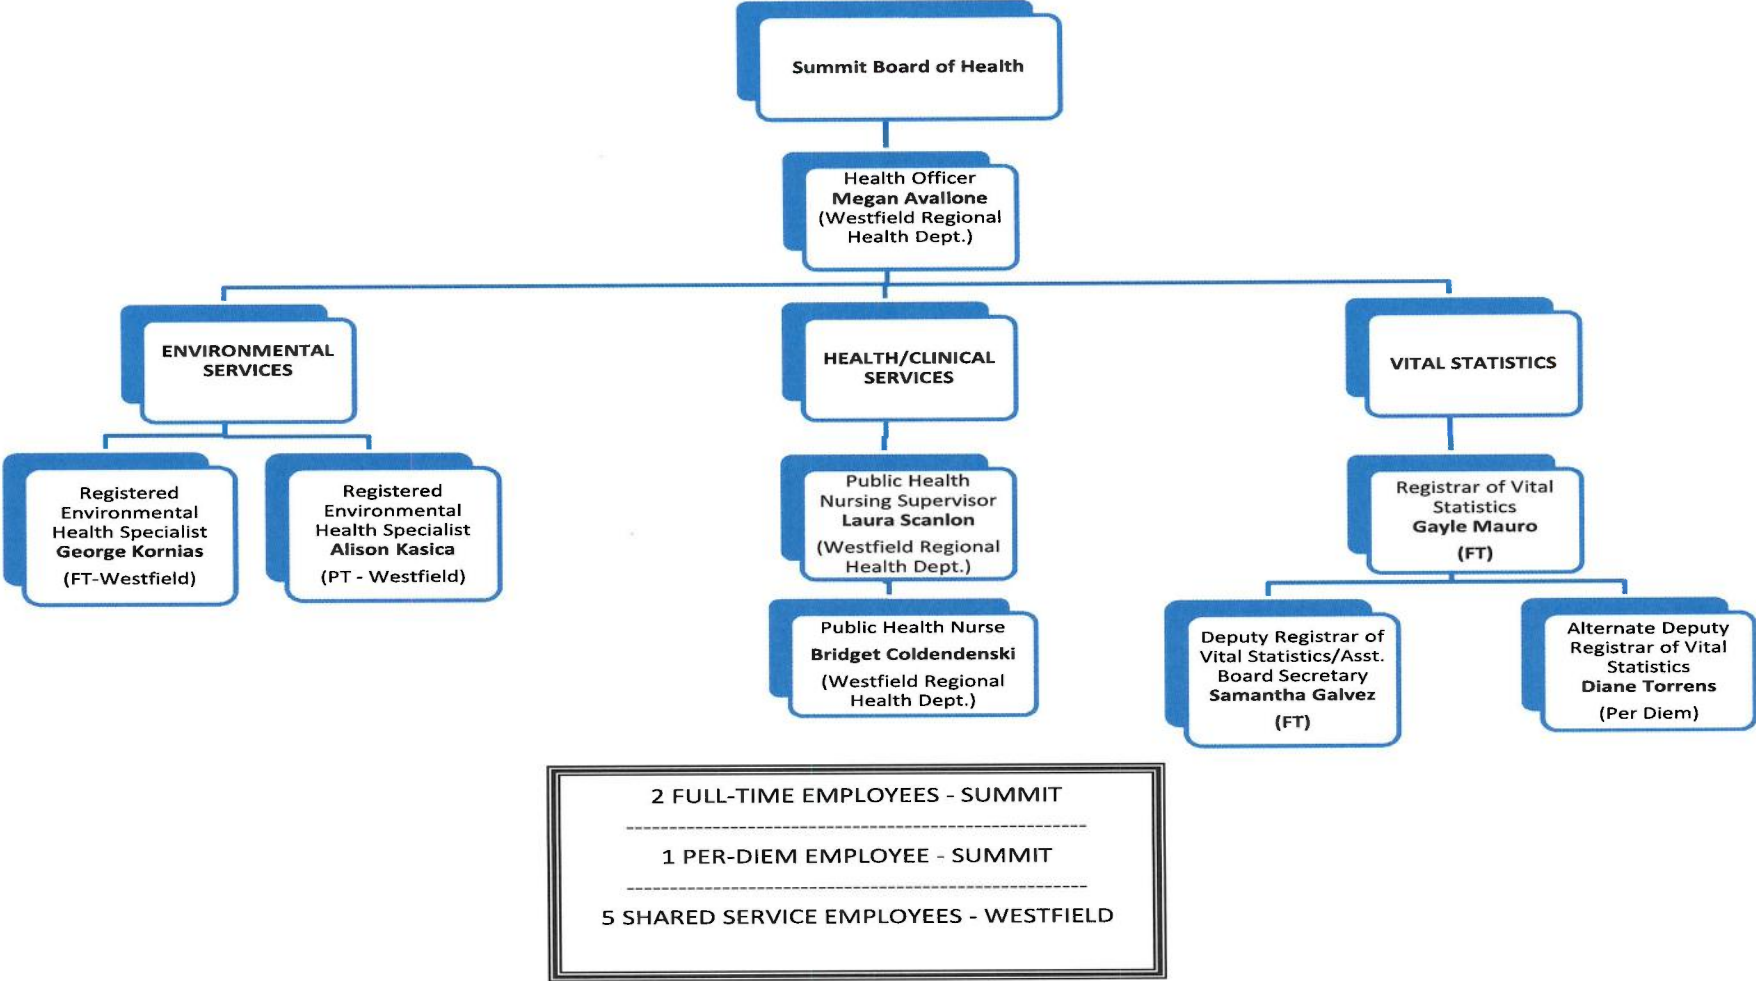 Summit Board of Health
Health Officer
Megan Avallone
(Westfield Regional
Health Dept.)
ENVIRONMENTAL
SERVICES
HEALTH/CLINICAL
SERVICES
VITAL STATISTICS
Registered
Environmental
Health Specialist
George Kornias
(FT-Westfield)
Registered
Environmental
Health Specialist
Alison Kasica
(PT - Westfield)
Public Health
Nursing Supervisor
Laura Scanlon
(Westfield Regional
Health Dept.)
Registrar of Vital
Statistics
Gayle Mauro
(FT)
Public Health Nurse
Bridget Coldendenski
(Westfield Regional
Health Dept.)
Deputy Registrar of
Vital Statistics/Asst.
Board Secretary
Samantha Galvez
(FT)
Alternate Deputy
Registrar of Vital
Statistics
Diane Torrens
(Per Diem)
2 FULL-TIME EMPLOYEES - SUMMIT
1 PER-DIEM EMPLOYEE - SUMMIT
5 SHARED SERVICE EMPLOYEES - WESTFIELD